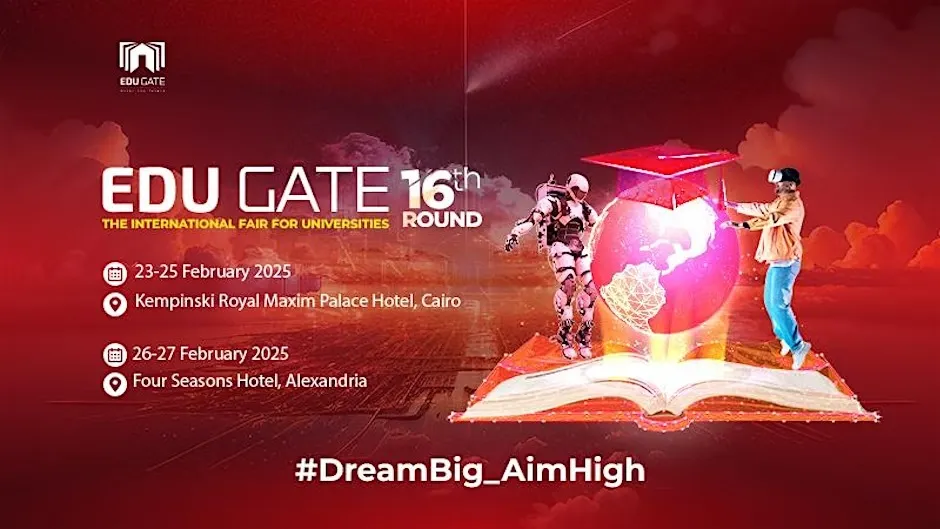 EDU GATE
EDU GATE 16th
ROUND
THE INTERNATIONAL FAIR FOR UNIVERSITIES
23-25 February 2025
Kempinski Royal Maxim Palace Hotel, Cairo
26-27 February 2025
Four Seasons Hotel, Alexandria
#DreamBig_AimHigh